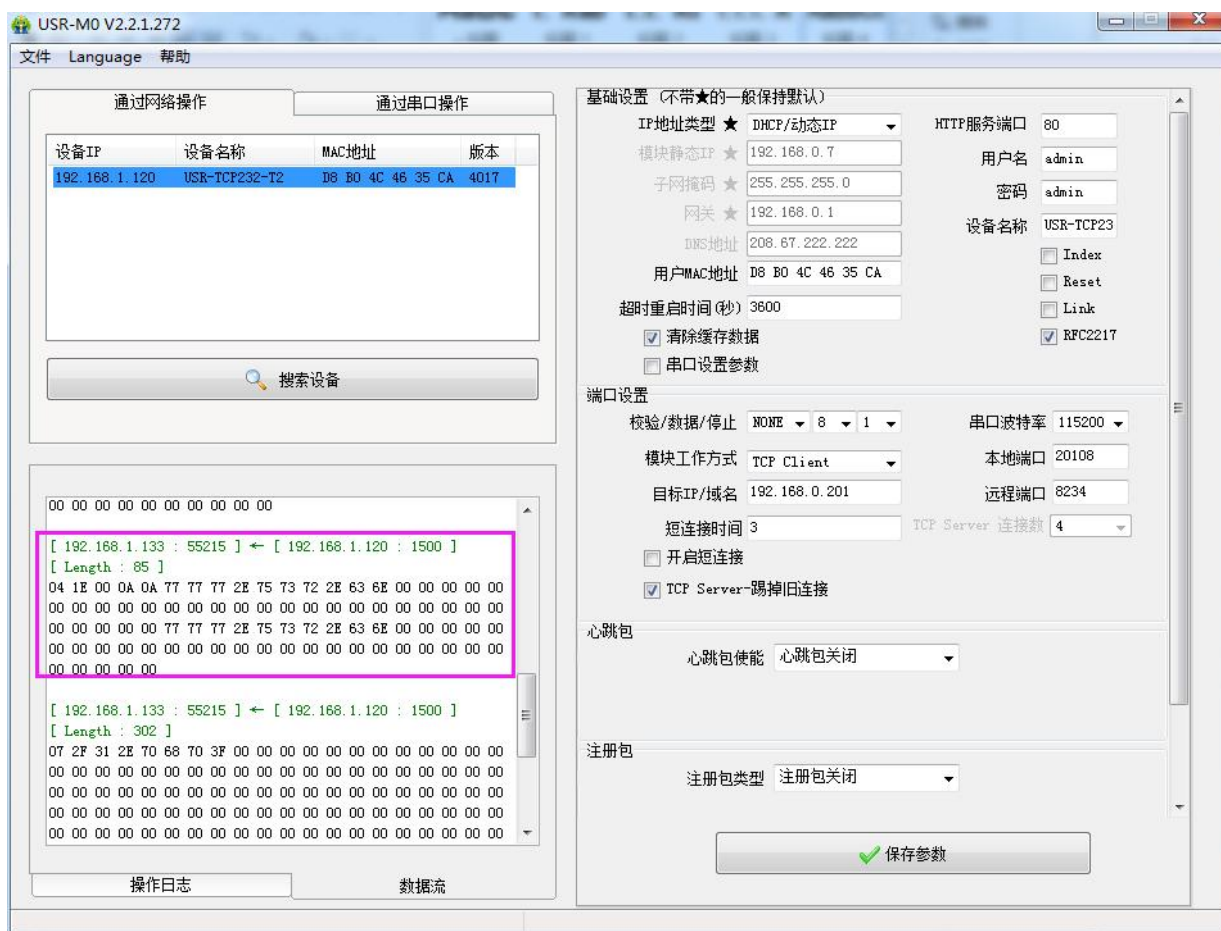 USR-M0 V2.2.1.272
文件 Language 帮助
通过网络操作 通过串口操作
设备IP 设备名称 MAC地址 版本
192.168.1.120 USR-TCP232-T2 D8 B0 4C 46 35 CA 4017
搜索设备
00 00 00 00 00 00 00 00 00 00
[ 192.168.1.133 : 55215 ] ← [ 192.168.1.120 : 1500 ]
[ Length : 85 ]
04 1E 00 0A 0A 77 77 77 2E 75 73 72 2E 63 6E 00 00 00 00 00
00 00 00 00 00 00 00 00 00 00 00 00 00 00 00 00 00 00 00 00
00 00 00 00 00 77 77 77 2E 75 73 72 2E 63 6E 00 00 00 00 00
00 00 00 00 00 00 00 00 00 00 00 00 00 00 00 00 00 00 00 00
00 00 00 00 00
[ 192.168.1.133 : 55215 ] ← [ 192.168.1.120 : 1500 ]
[ Length : 302 ]
07 2F 31 2E 70 68 70 3F 00 00 00 00 00 00 00 00 00 00 00 00
00 00 00 00 00 00 00 00 00 00 00 00 00 00 00 00 00 00 00 00
00 00 00 00 00 00 00 00 00 00 00 00 00 00 00 00 00 00 00 00
00 00 00 00 00 00 00 00 00 00 00 00 00 00 00 00 00 00 00 00
00 00 00 00 00 00 00 00 00 00 00 00 00 00 00 00 00 00 00 00
操作日志 数据流
基础设置 (不带★的一般保持默认)
IP地址类型 ★ DHCP/动态IP HTTP服务端口 80
模块静态IP ★ 192.168.0.7 用户名 admin
子网掩码 ★ 255.255.255.0 密码 admin
网关 ★ 192.168.0.1 设备名称 USR-TCP23
DNS地址 208.67.222.222 Index
用户MAC地址 D8 B0 4C 46 35 CA Reset
超时重启时间(秒) 3600 Link
清除缓存数据 RFC2217
串口设置参数
端口设置
校验/数据/停止 NONE 8 1 串口波特率 115200
模块工作方式 TCP Client 本地端口 20108
目标IP/域名 192.168.0.201 远程端口 8234
短连接时间 3 TCP Server 连接数 4
开启短连接
TCP Server-踢掉旧连接
心跳包
心跳包使能 心跳包关闭
注册包
注册包类型 注册包关闭
保存参数